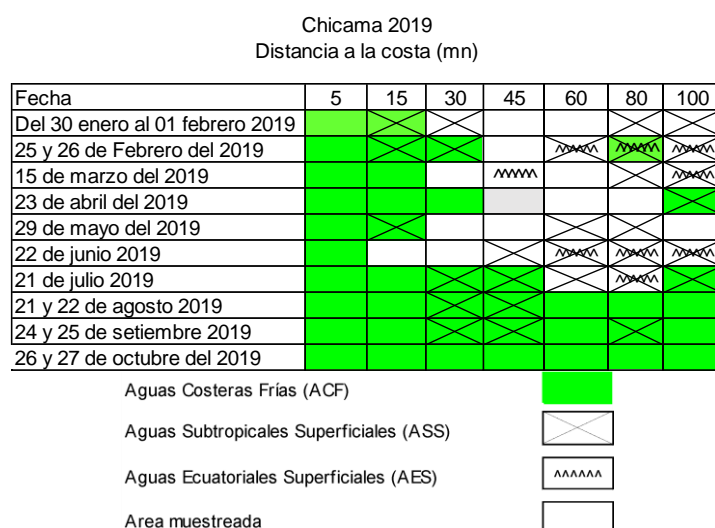 Chicama 2019
Distancia a la costa (mn)
Fecha 5 15 30 45 60 80 100
Del 30 enero al 01 febrero 2019
25 y 26 de Febrero del 2019
15 de marzo del 2019
23 de abril del 2019
29 de mayo del 2019
22 de junio 2019
21 de julio 2019
21 y 22 de agosto 2019
24 y 25 de setiembre 2019
26 y 27 de octubre del 2019
Aguas Costeras Frías (ACF)
Aguas Subtropicales Superficiales (ASS)
Aguas Ecuatoriales Superficiales (AES)
Area muestreada